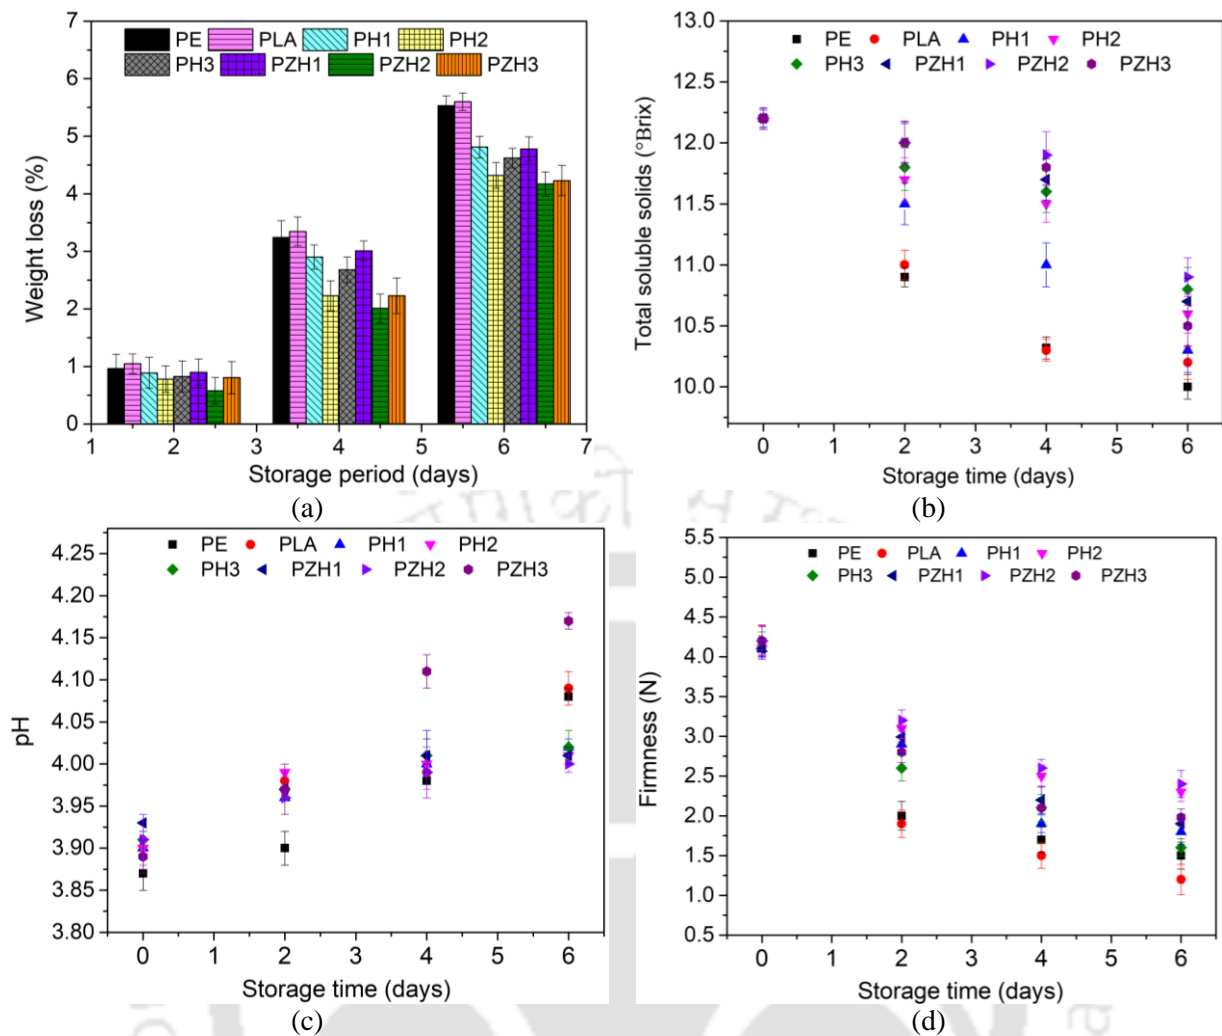 7
6
5
4
3
2
1
0
Weight loss (%)
PE PLA PH1 PH2
PH3 PZH1 PZH2 PZH3
1 2 3 4 5 6 7
Storage period (days)
(a)
13.0
12.5
12.0
11.5
11.0
10.5
10.0
Total soluble solids (°Brix)
PE PLA PH1 PH2
PH3 PZH1 PZH2 PZH3
0 1 2 3 4 5 6
Storage time (days)
(b)
4.25
4.20
4.15
4.10
4.05
4.00
3.95
3.90
3.85
3.80
pH
PE PLA PH1 PH2
PH3 PZH1 PZH2 PZH3
0 1 2 3 4 5 6
Storage time (days)
(c)
5.5
5.0
4.5
4.0
3.5
3.0
2.5
2.0
1.5
1.0
0.5
Firmness (N)
PE PLA PH1 PH2
PH3 PZH1 PZH2 PZH3
0 1 2 3 4 5 6
Storage time (days)
(d)